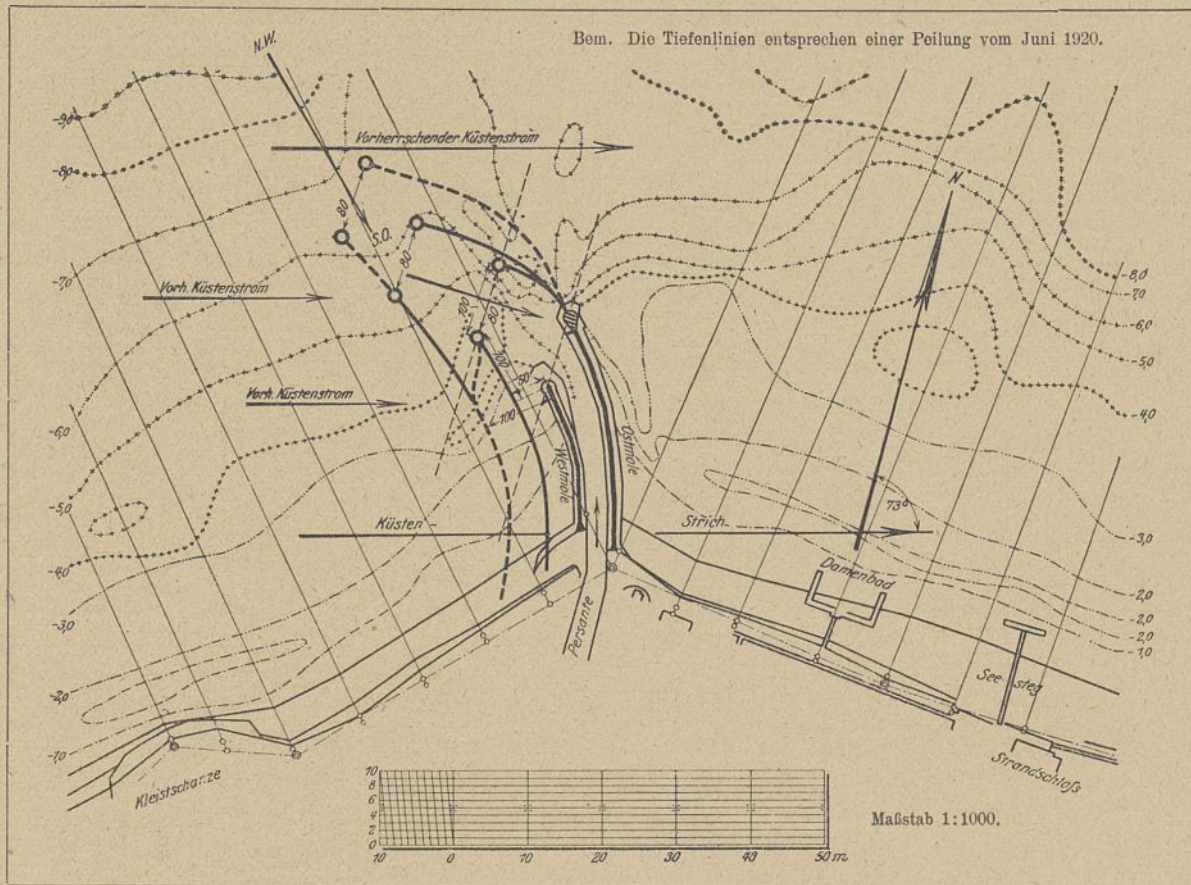 Bem. Die Tiefenlinien entsprechen einer Peilung vom Juni 1920.
N.W.
Vorherrschender Küstenstrom
-9,0
-8,0
80
S.O.
80
N
-7,0
Vorh. Küstenstrom
100
80
-8,0
-7,0
-6,0
-5,0
100
50
Vorh. Küstenstrom
100
-4,0
-6,0
Westmole
Ostmole
-5,0
73°
Küsten-
Strich-
-3,0
-4,0
Damenbad
-3,0
Persante
-2,0
-2,0
-2,0
-1,0
-2,0
See-steg
-1,0
Kleistschanze
Strandschloß
10
8
6
4
2
0
10 0 10 20 30 40 50 m
Maßstab 1:1000.